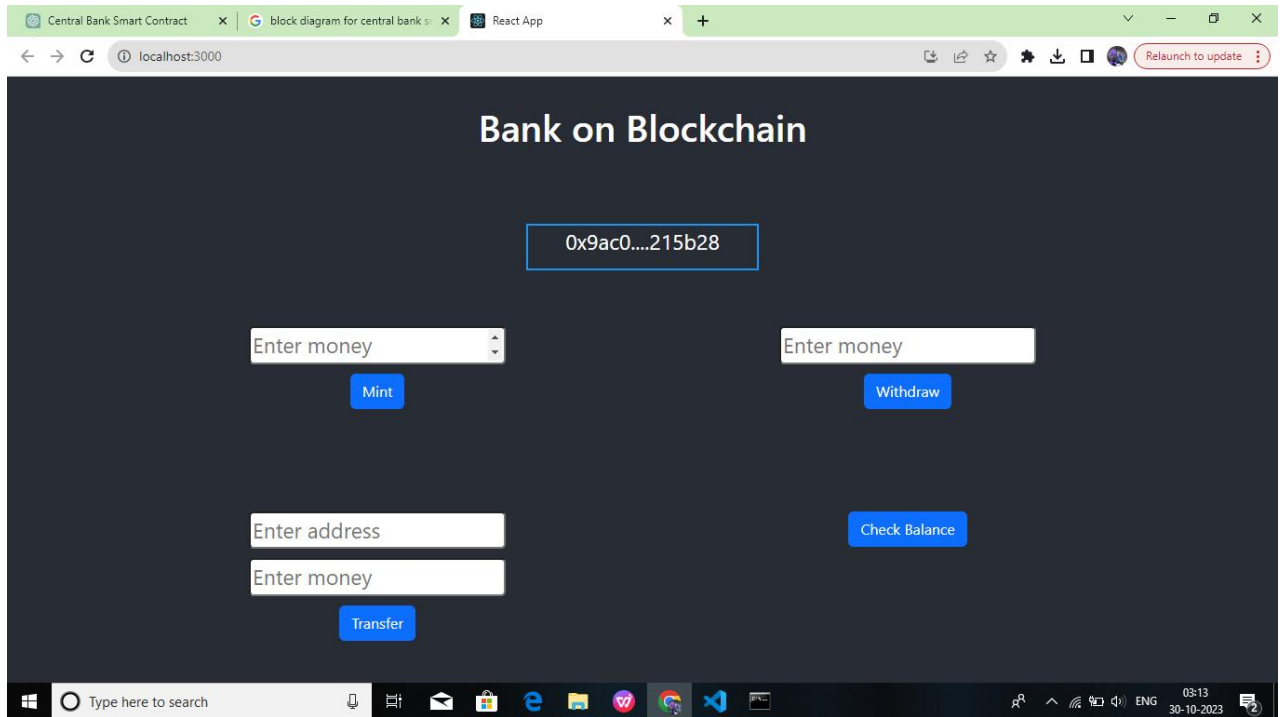 Central Bank Smart Contract
block diagram for central bank s
React App
localhost:3000
Relaunch to update
Bank on Blockchain
0x9ac0....215b28
Enter money
Enter money
Mint
Withdraw
Enter address
Check Balance
Enter money
Transfer
Type here to search
ENG
03:13
30-10-2023
2